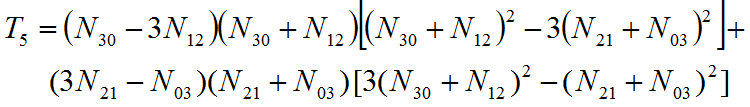 T₅ = (N₃₀ − 3N₁₂)(N₃₀ + N₁₂)[(N₃₀ + N₁₂)² − 3(N₂₁ + N₀₃)²] +
(3N₂₁ − N₀₃)(N₂₁ + N₀₃)[3(N₃₀ + N₁₂)² − (N₂₁ + N₀₃)²]